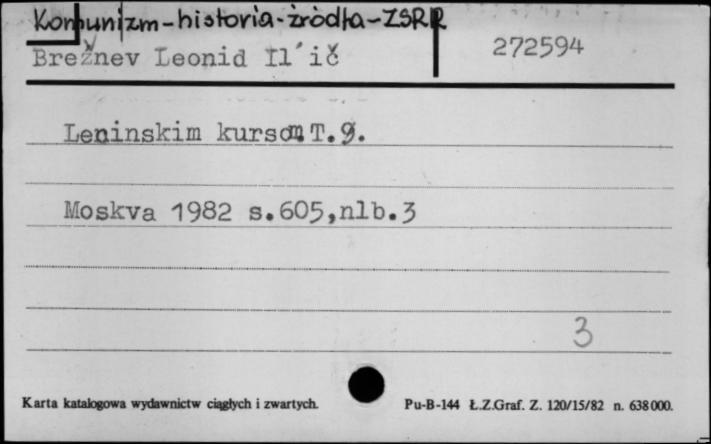 Komunizm-historia-źródła-ZSRR
Brežnev Leonid Il'ič 272594
Leninskim kursom T.9.
Moskva 1982 s.605,nlb.3
3
Karta katalogowa wydawnictw ciągłych i zwartych. Pu-B-144 Ł.Z.Graf. Z. 120/15/82 n. 638000.